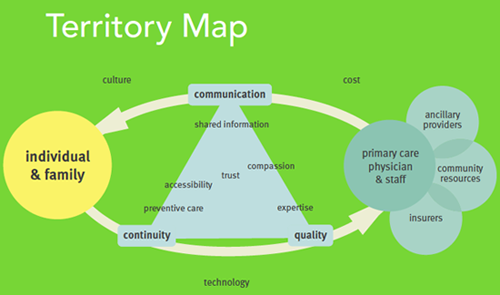 Territory Map
culture
cost
communication
shared information
ancillary
providers
individual
& family
primary care
physician
& staff
compassion
trust
accessibility
community
resources
preventive care
expertise
insurers
continuity
quality
technology